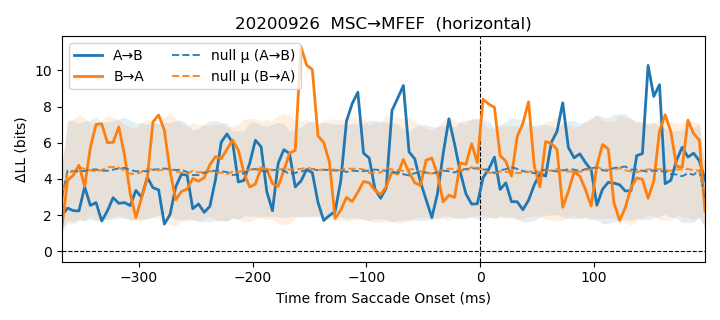 20200926  MSC→MFEF  (horizontal)
A→B
B→A
null μ (A→B)
null μ (B→A)
ΔLL (bits)
10
8
6
4
2
0
−300
−200
−100
0
100
Time from Saccade Onset (ms)